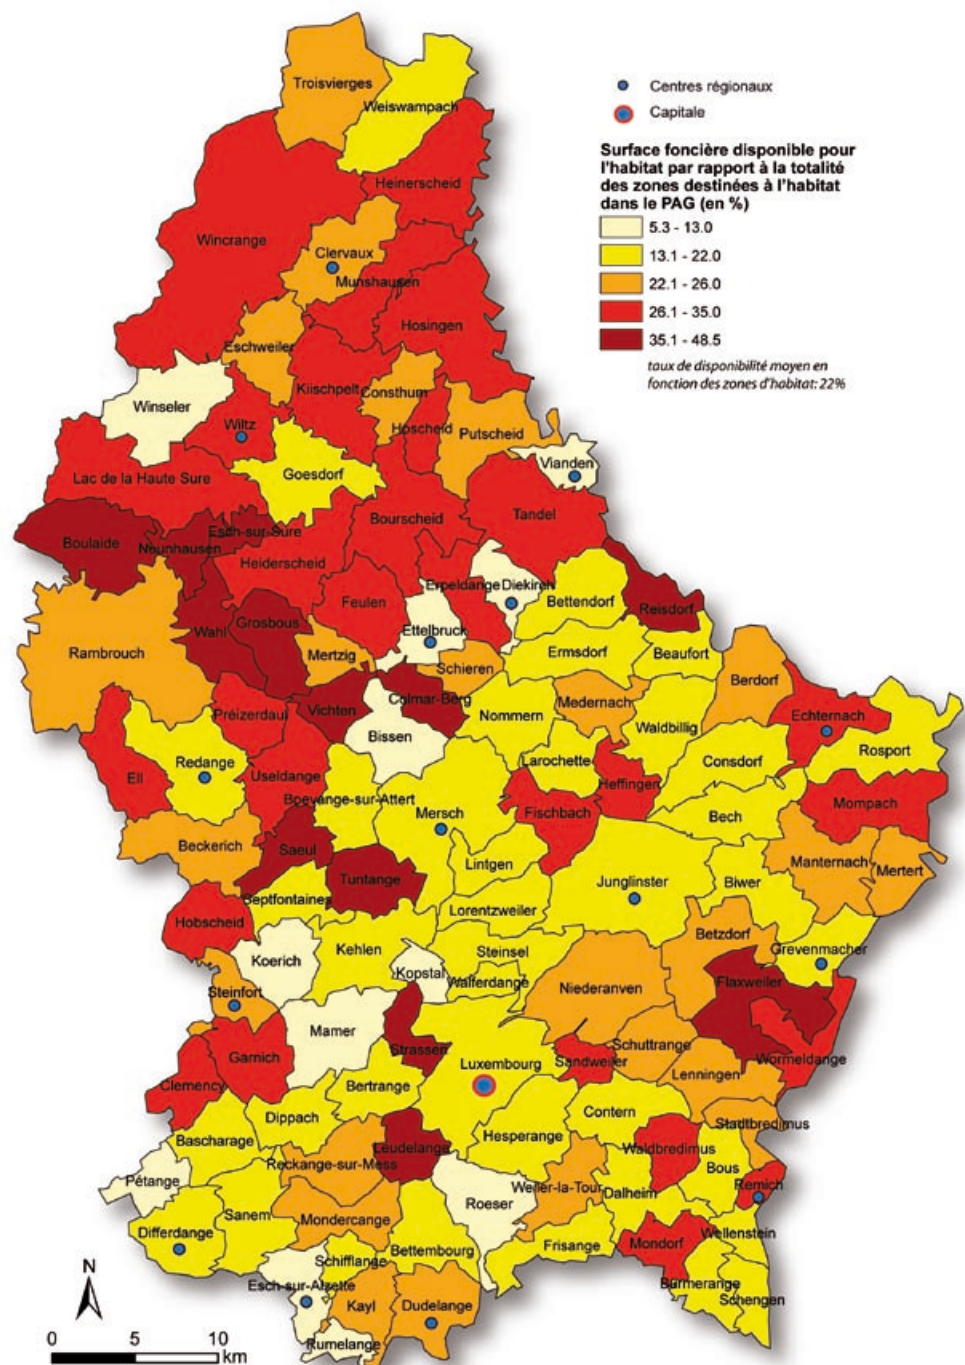 Troisvierges
Weiswampach
Centres régionaux
Capitale
Surface foncière disponible pour
l'habitat par rapport à la totalité
des zones destinées à l'habitat
dans le PAG (en %)
5.3 - 13.0
13.1 - 22.0
22.1 - 26.0
26.1 - 35.0
35.1 - 48.5
taux de disponibilité moyen en
fonction des zones d'habitat: 22%
Heinerscheid
Wincrange
Clervaux
Munshausen
Hosingen
Eschweiler
Kiischpelt
Consthum
Winseler
Wiltz
Hoscheid
Putscheid
Vianden
Goesdorf
Lac de la Haute Sure
Bourscheid
Tandel
Esch-sur-Sure
Boulaide
Neunhausen
Heiderscheid
Erpeldange
Diekirch
Feulen
Bettendorf
Reisdorf
Grosbous
Wahl
Ettelbruck
Rambrouch
Mertzig
Ermsdorf
Beaufort
Schieren
Berdorf
Préizerdaul
Vichten
Colmar-Berg
Medernach
Nommern
Waldbillig
Echternach
Bissen
Rosport
Redange
Ell
Useldange
Larochette
Consdorf
Heffingen
Boevange-sur-Attert
Mersch
Fischbach
Mompach
Bech
Beckerich
Saeul
Lintgen
Manternach
Mertert
Tuntange
Junglinster
Biwer
Septfontaines
Lorentzweiler
Hobscheid
Betzdorf
Kehlen
Steinsel
Grevenmacher
Koerich
Kopstal
Walferdange
Flaxweiler
Steinfort
Niederanven
Mamer
Schuttrange
Strassen
Garnich
Luxembourg
Sandweiler
Wormeldange
Clemency
Bertrange
Lenningen
Dippach
Contern
Stadtbredimus
Bascharage
Hesperange
Leudelange
Waldbredimus
Reckange-sur-Mess
Bous
Pétange
Remich
Roeser
Weiler-la-Tour
Dalheim
Sanem
Mondercange
Differdange
Wellenstein
Frisange
Mondorf
Bettembourg
Schifflange
Burmerange
Esch-sur-Alzette
Schengen
Kayl
Dudelange
Rumelange
N
0 5 10
km